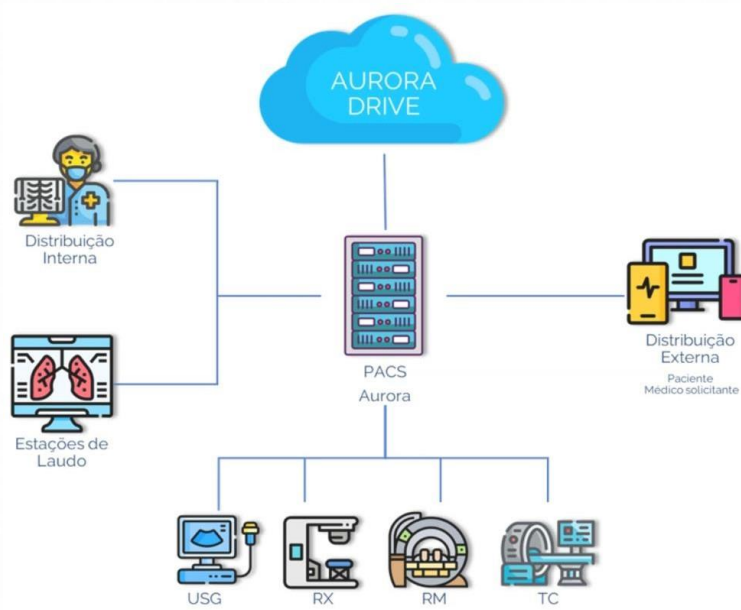 AURORA
DRIVE
Distribuição
Interna
PACS
Aurora
Distribuição
Externa
Paciente
Médico solicitante
Estações de
Laudo
USG
RX
RM
TC